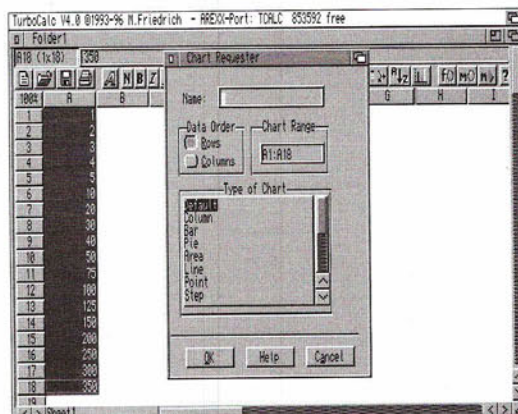 TurboCalc V4.0 ©1993-96 M.Friedrich - AREXX-Port: TCALC 853592 free
Folder1
A18 (1x18) 350
A N B Z fO mO m♭ ?
100% A B G H I
1 1
2 2
3 3
4 4
5 5
6 10
7 20
8 30
9 40
10 50
11 75
12 100
13 125
14 150
15 200
16 250
17 300
18 350
19
Sheet1
Chart Requester
Name:
Data Order
Rows
Columns
Chart Range
A1:A18
Type of Chart
Default
Column
Bar
Pie
Area
Line
Point
Step
OK Help Cancel